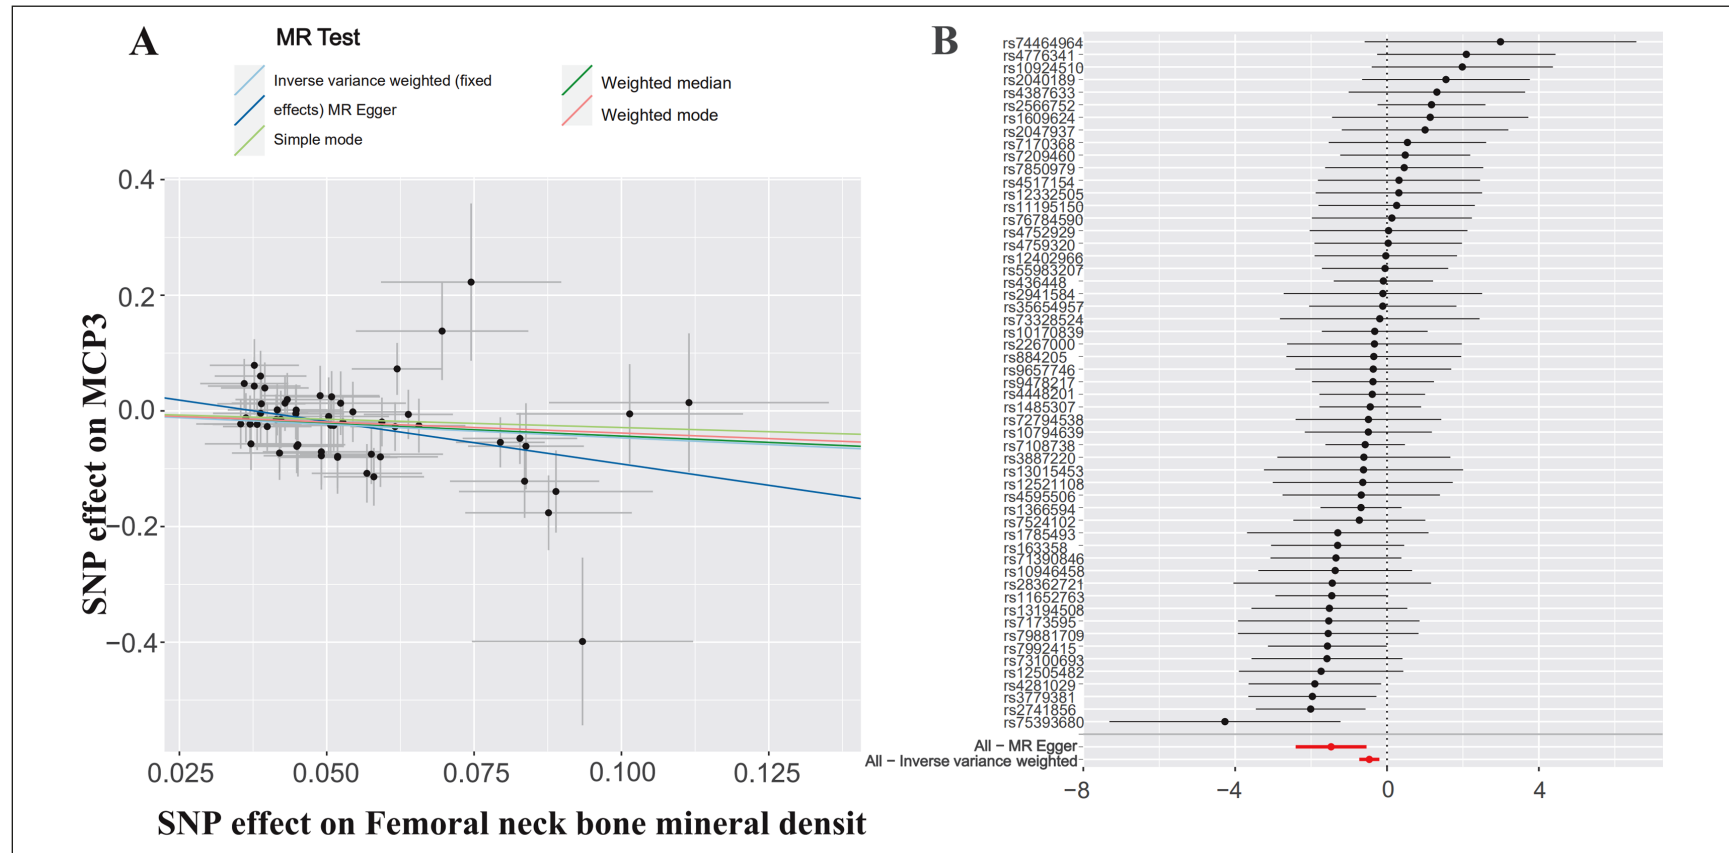 A
MR Test
Inverse variance weighted (fixed
effects) MR Egger
Simple mode
Weighted median
Weighted mode
0.4
0.2
0.0
−0.2
−0.4
SNP effect on MCP3
0.025 0.050 0.075 0.100 0.125
SNP effect on Femoral neck bone mineral densit
B
rs74464964
rs4776341
rs10924510
rs2040189
rs4387633
rs2566752
rs1609624
rs2047937
rs7170368
rs7209460
rs7850979
rs4517154
rs12332505
rs11195150
rs76784590
rs4752929
rs4759320
rs12402966
rs55983207
rs436448
rs2941584
rs35654957
rs73328524
rs10170839
rs2267000
rs884205
rs9657746
rs9478217
rs4448201
rs1485307
rs72794538
rs10794639
rs7108738
rs3887220
rs13015453
rs12521108
rs4595506
rs1366594
rs7524102
rs1785493
rs163358
rs71390846
rs10946458
rs28362721
rs11652763
rs13194508
rs7173595
rs79881709
rs7992415
rs73100693
rs12505482
rs4281029
rs3779381
rs2741856
rs75393680
All − MR Egger
All − Inverse variance weighted
−8 −4 0 4